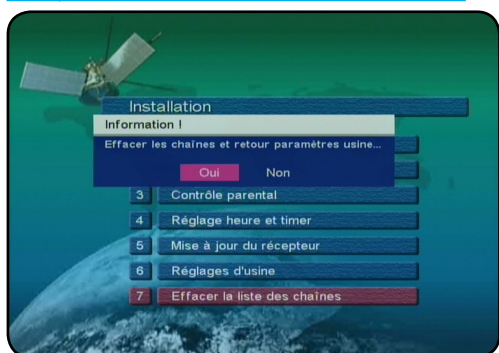 Installation
Information !
Effacer les chaînes et retour paramètres usine...
Oui Non
3 Contrôle parental
4 Réglage heure et timer
5 Mise à jour du récepteur
6 Réglages d'usine
7 Effacer la liste des chaînes